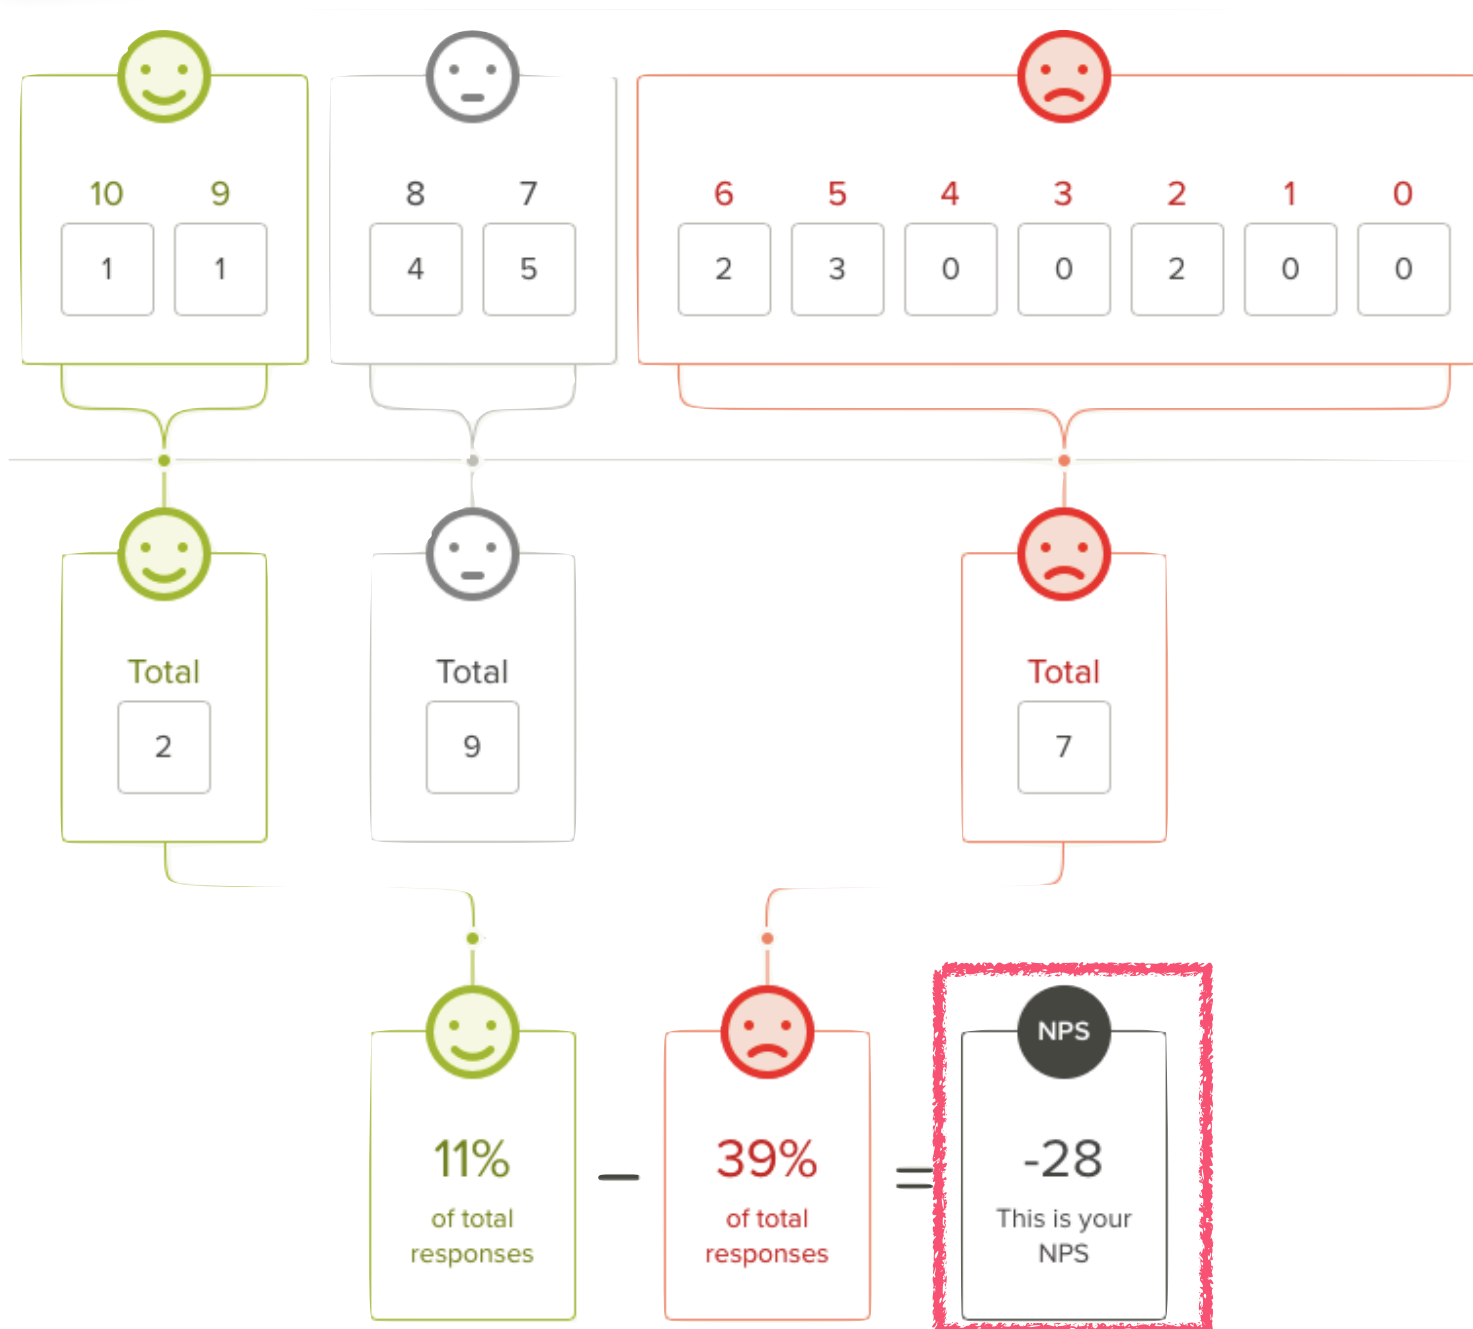 10 9 8 7 6 5 4 3 2 1 0
1 1 4 5 2 3 0 0 2 0 0
Total Total Total
2 9 7
NPS
11% – 39% = -28
of total of total This is your
responses responses NPS